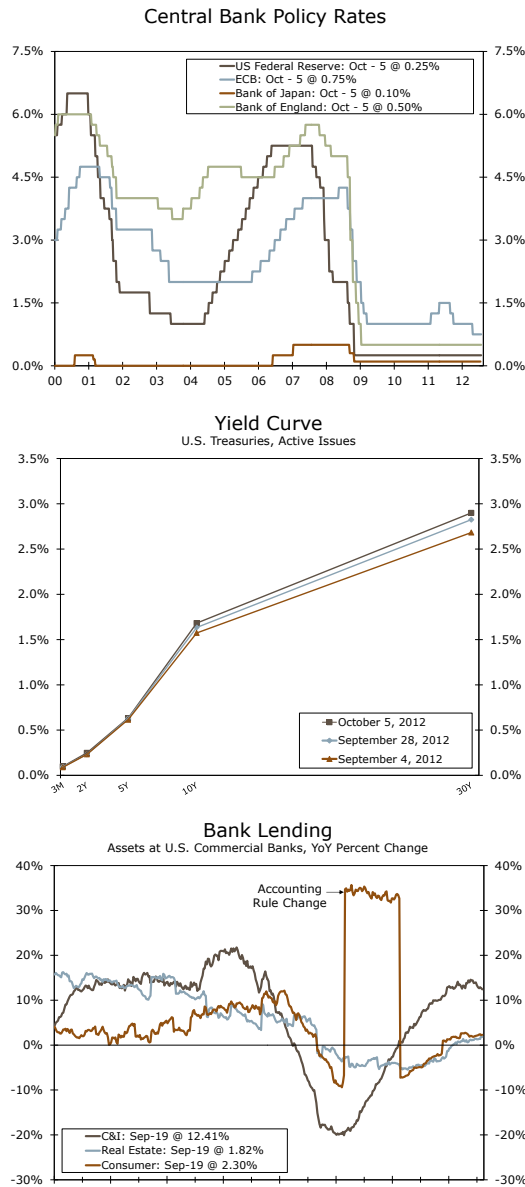 Central Bank Policy Rates
7.5% 7.5%
US Federal Reserve: Oct - 5 @ 0.25%
ECB: Oct - 5 @ 0.75%
Bank of Japan: Oct - 5 @ 0.10%
Bank of England: Oct - 5 @ 0.50%
6.0% 6.0%
4.5% 4.5%
3.0% 3.0%
1.5% 1.5%
0.0% 0.0%
00 01 02 03 04 05 06 07 08 09 10 11 12
Yield Curve
U.S. Treasuries, Active Issues
3.5% 3.5%
3.0% 3.0%
2.5% 2.5%
2.0% 2.0%
1.5% 1.5%
1.0% 1.0%
0.5% 0.5%
October 5, 2012
September 28, 2012
September 4, 2012
0.0% 0.0%
3M 2Y 5Y 10Y 30Y
Bank Lending
Assets at U.S. Commercial Banks, YoY Percent Change
40% 40%
Accounting
Rule Change
30% 30%
20% 20%
10% 10%
0% 0%
-10% -10%
-20% -20%
C&I: Sep-19 @ 12.41%
Real Estate: Sep-19 @ 1.82%
Consumer: Sep-19 @ 2.30%
-30% -30%